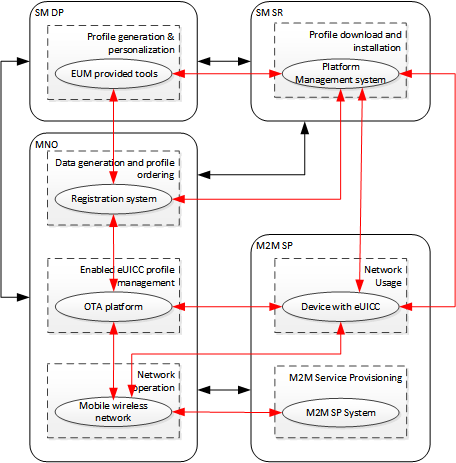 SM DP
Profile generation &
personalization
EUM provided tools
SM SR
Profile download and
installation
Platform
Management system
MNO
Data generation and profile
ordering
Registration system
Enabled eUICC profile
management
OTA platform
Network
operation
Mobile wireless
network
M2M SP
Network
Usage
Device with eUICC
M2M Service Provisioning
M2M SP System